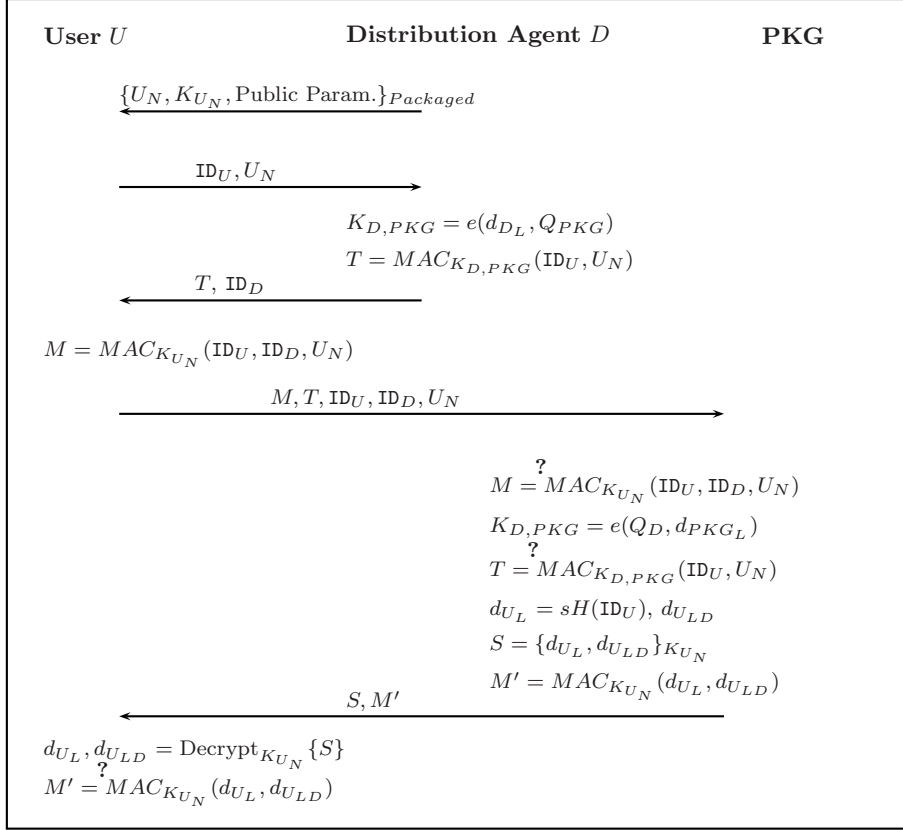 User U Distribution Agent D PKG
{U_N, K_{U_N}, Public Param.}_{Packaged}
ID_U, U_N
K_{D,PKG} = e(d_{D_L}, Q_{PKG})
T = MAC_{K_{D,PKG}}(ID_U, U_N)
T, ID_D
M = MAC_{K_{U_N}}(ID_U, ID_D, U_N)
M, T, ID_U, ID_D, U_N
M =? MAC_{K_{U_N}}(ID_U, ID_D, U_N)
K_{D,PKG} = e(Q_D, d_{PKG_L})
T =? MAC_{K_{D,PKG}}(ID_U, U_N)
d_{U_L} = sH(ID_U), d_{U_{LD}}
S = {d_{U_L}, d_{U_{LD}}}_{K_{U_N}}
M' = MAC_{K_{U_N}}(d_{U_L}, d_{U_{LD}})
S, M'
d_{U_L}, d_{U_{LD}} = Decrypt_{K_{U_N}}{S}
M' =? MAC_{K_{U_N}}(d_{U_L}, d_{U_{LD}})